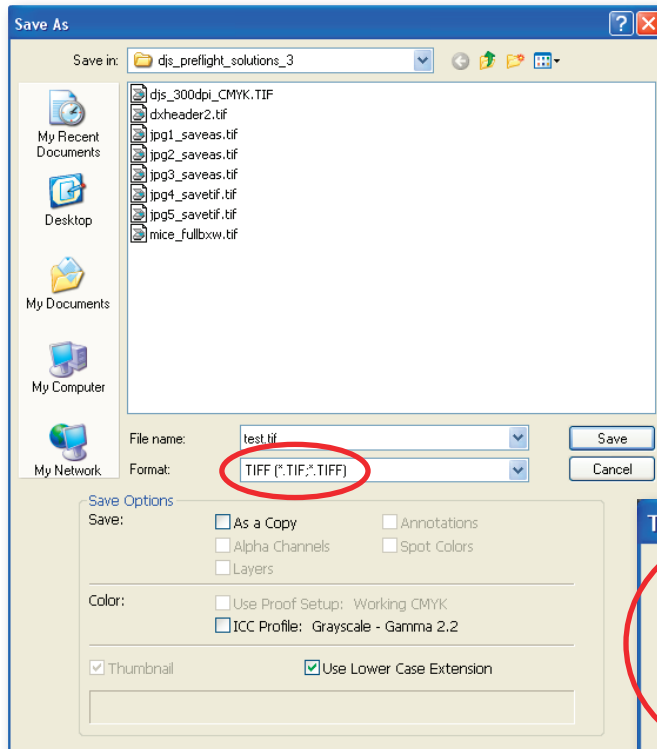 Save As
Save in: djs_preflight_solutions_3
djs_300dpi_CMYK.TIF
dxheader2.tif
jpg1_saveas.tif
jpg2_saveas.tif
jpg3_saveas.tif
jpg4_savetif.tif
jpg5_savetif.tif
mice_fullbxw.tif
My Recent
Documents
Desktop
My Documents
My Computer
My Network
File name: test.tif Save
Format: TIFF (*.TIF;*.TIFF) Cancel
Save Options
Save: As a Copy Annotations
Alpha Channels Spot Colors
Layers
Color: Use Proof Setup: Working CMYK
ICC Profile: Grayscale - Gamma 2.2
Thumbnail Use Lower Case Extension